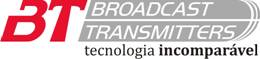 BT BROADCAST
TRANSMITTERS
tecnologia incomparável